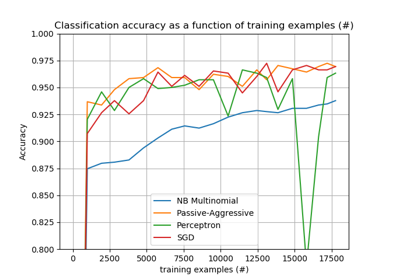 Classification accuracy as a function of training examples (#)
1.000
0.975
0.950
0.925
0.900
0.875
0.850
0.825
0.800
Accuracy
NB Multinomial
Passive-Aggressive
Perceptron
SGD
0 2500 5000 7500 10000 12500 15000 17500
training examples (#)